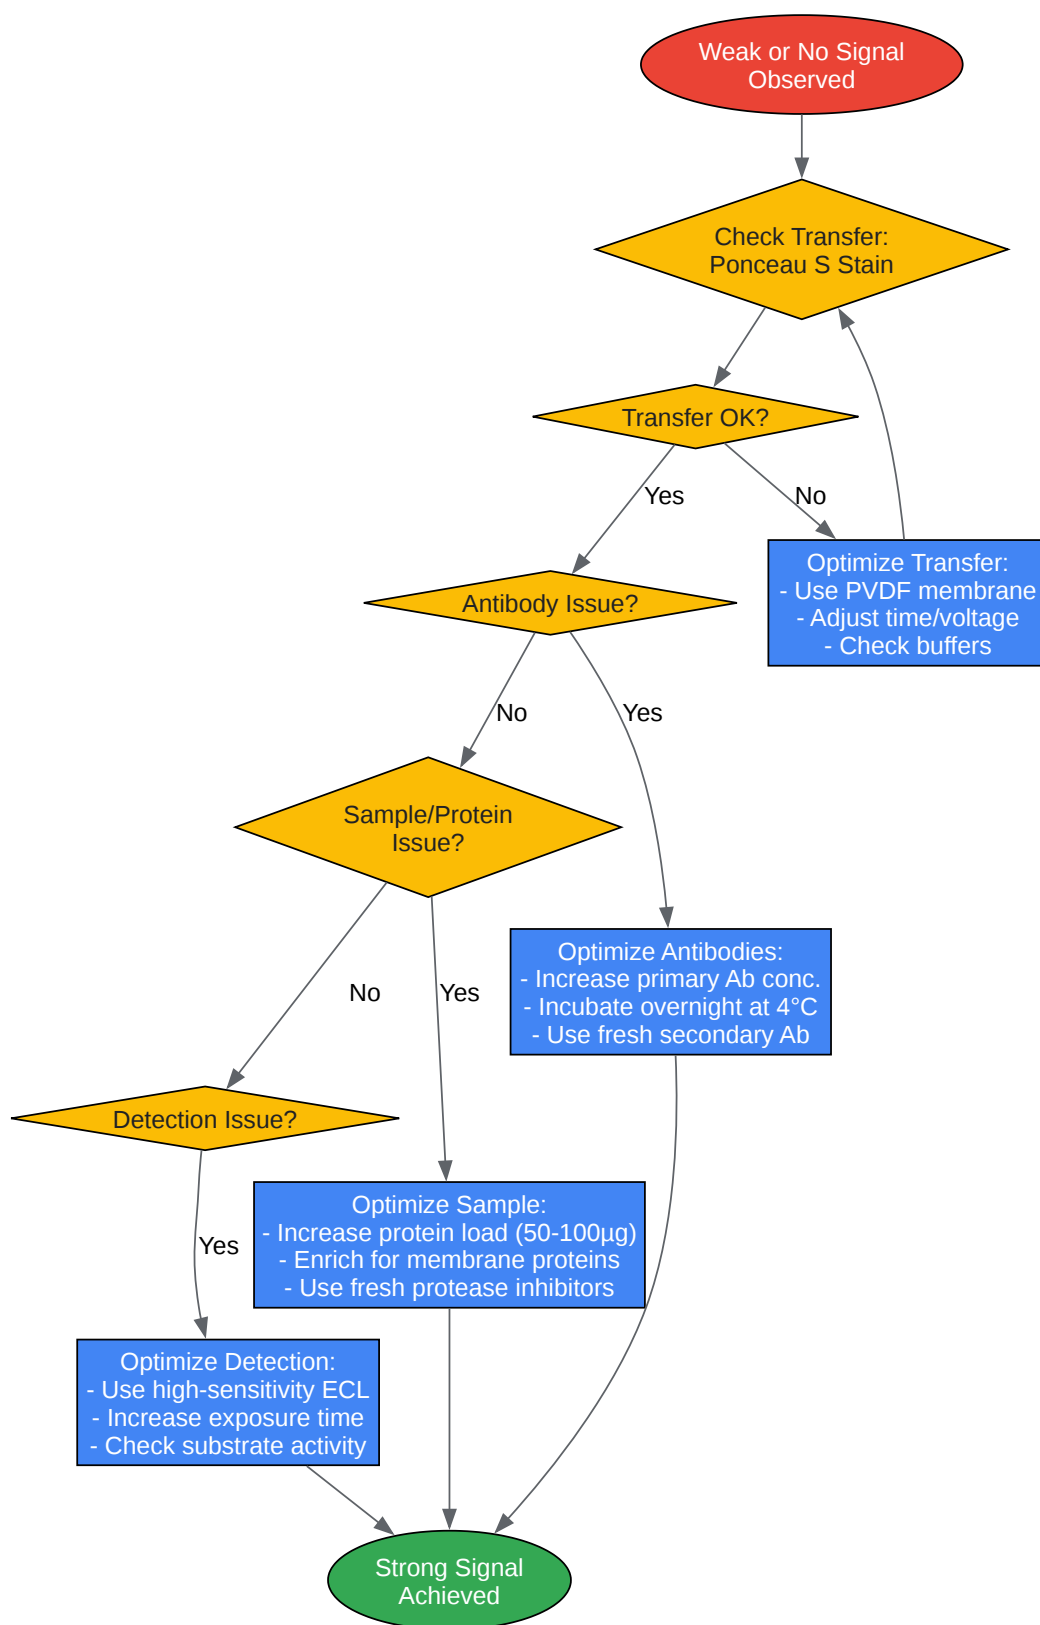 Weak or No Signal
Observed
Check Transfer:
Ponceau S Stain
Transfer OK?
Yes
No
Optimize Transfer:
- Use PVDF membrane
- Adjust time/voltage
- Check buffers
Antibody Issue?
No
Yes
Sample/Protein
Issue?
Optimize Antibodies:
- Increase primary Ab conc.
- Incubate overnight at 4°C
- Use fresh secondary Ab
No
Yes
Detection Issue?
Optimize Sample:
- Increase protein load (50-100µg)
- Enrich for membrane proteins
- Use fresh protease inhibitors
Yes
Optimize Detection:
- Use high-sensitivity ECL
- Increase exposure time
- Check substrate activity
Strong Signal
Achieved